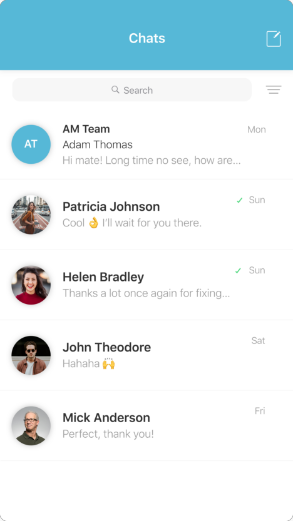 Chats
Search
AT
AM Team
Mon
Adam Thomas
Hi mate! Long time no see, how are...
Patricia Johnson
✓ Sun
Cool 👌 I'll wait for you there.
Helen Bradley
✓ Sun
Thanks a lot once again for fixing...
John Theodore
Sat
Hahaha 🙌
Mick Anderson
Fri
Perfect, thank you!